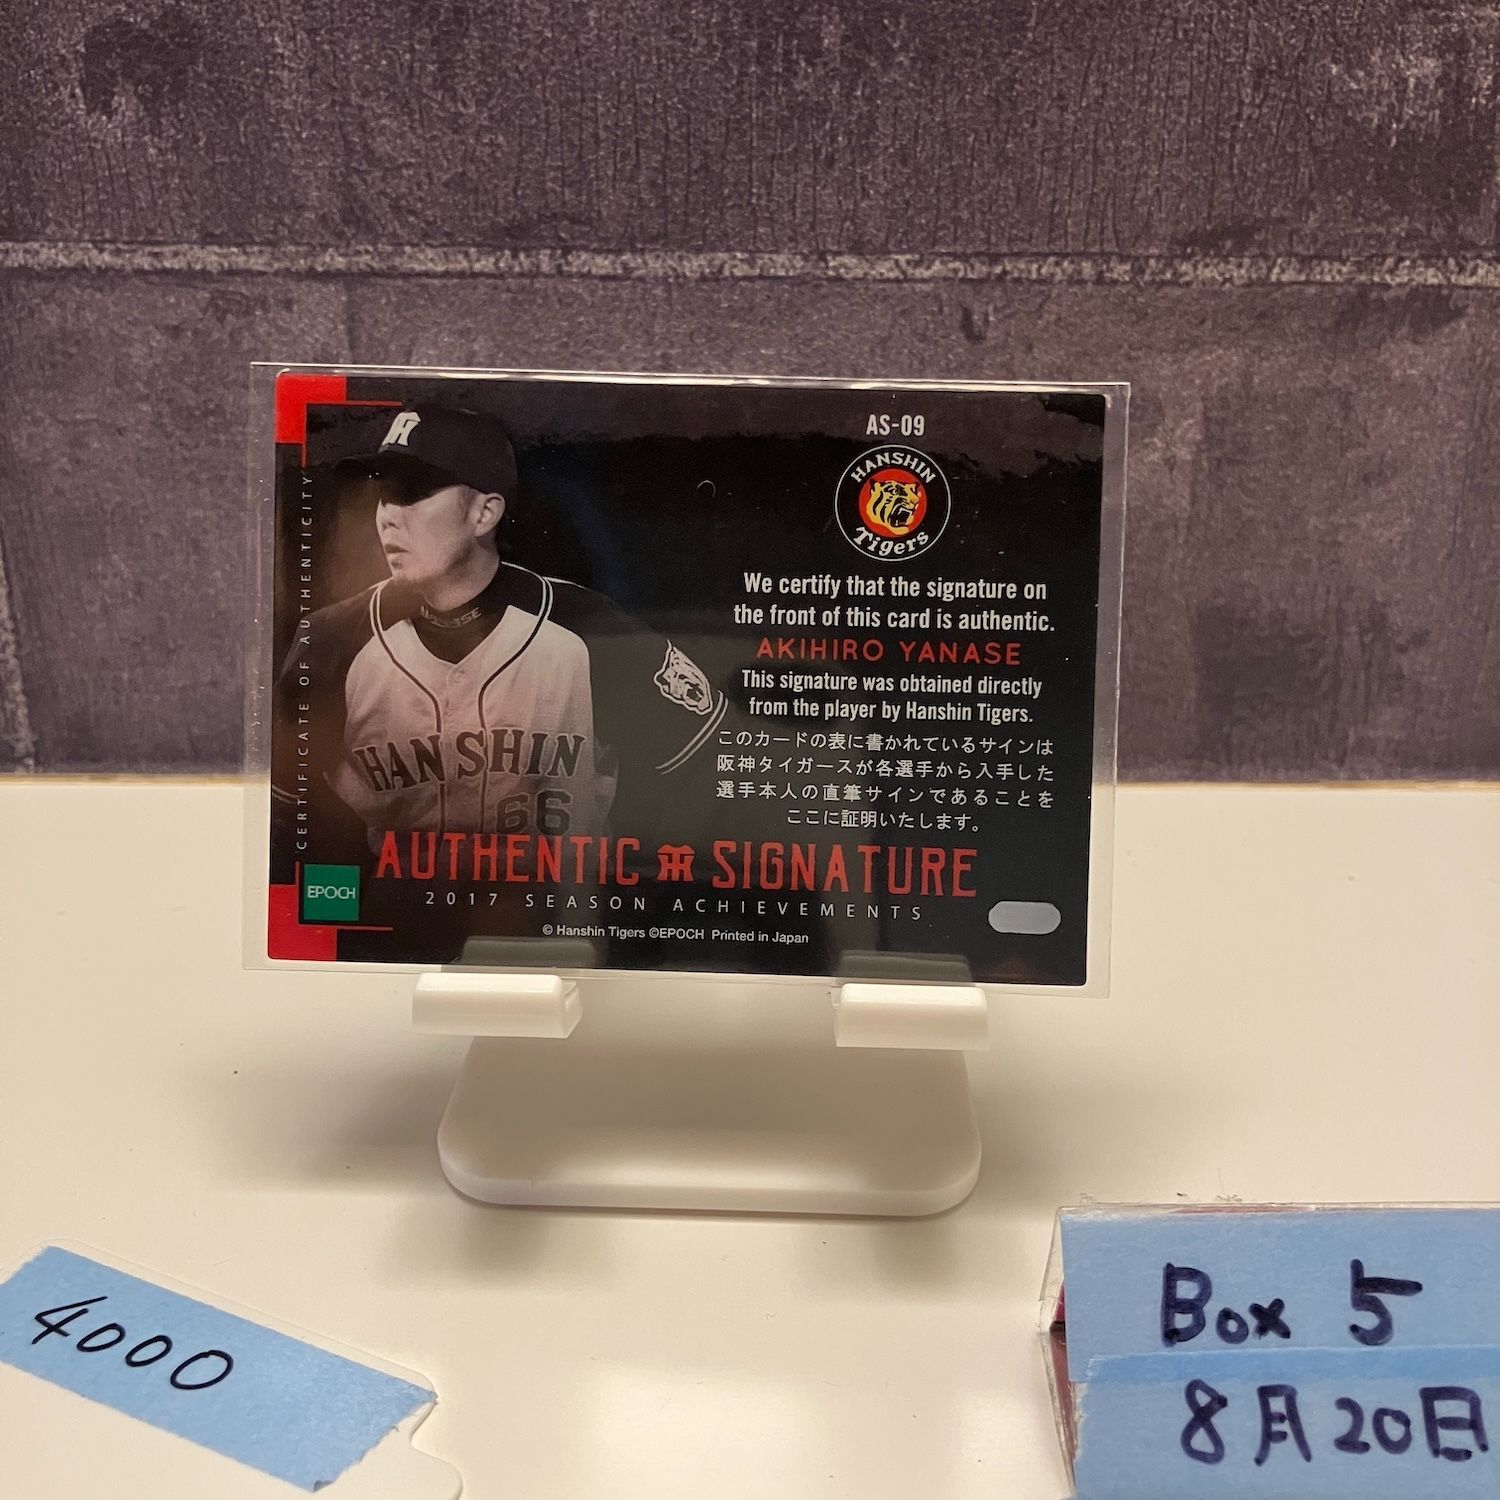 AS-09
HANSHIN
Tigers
CERTIFICATE OF AUTHENTICITY
We certify that the signature on
the front of this card is authentic.
AKIHIRO YANASE
This signature was obtained directly
from the player by Hanshin Tigers.
このカードの表に書かれているサインは
阪神タイガースが各選手から入手した
選手本人の直筆サインであることを
ここに証明いたします。
HANSHIN
66
AUTHENTIC SIGNATURE
EPOCH
2017 SEASON ACHIEVEMENTS
© Hanshin Tigers ©EPOCH Printed in Japan
4000
Box 5
8月20日